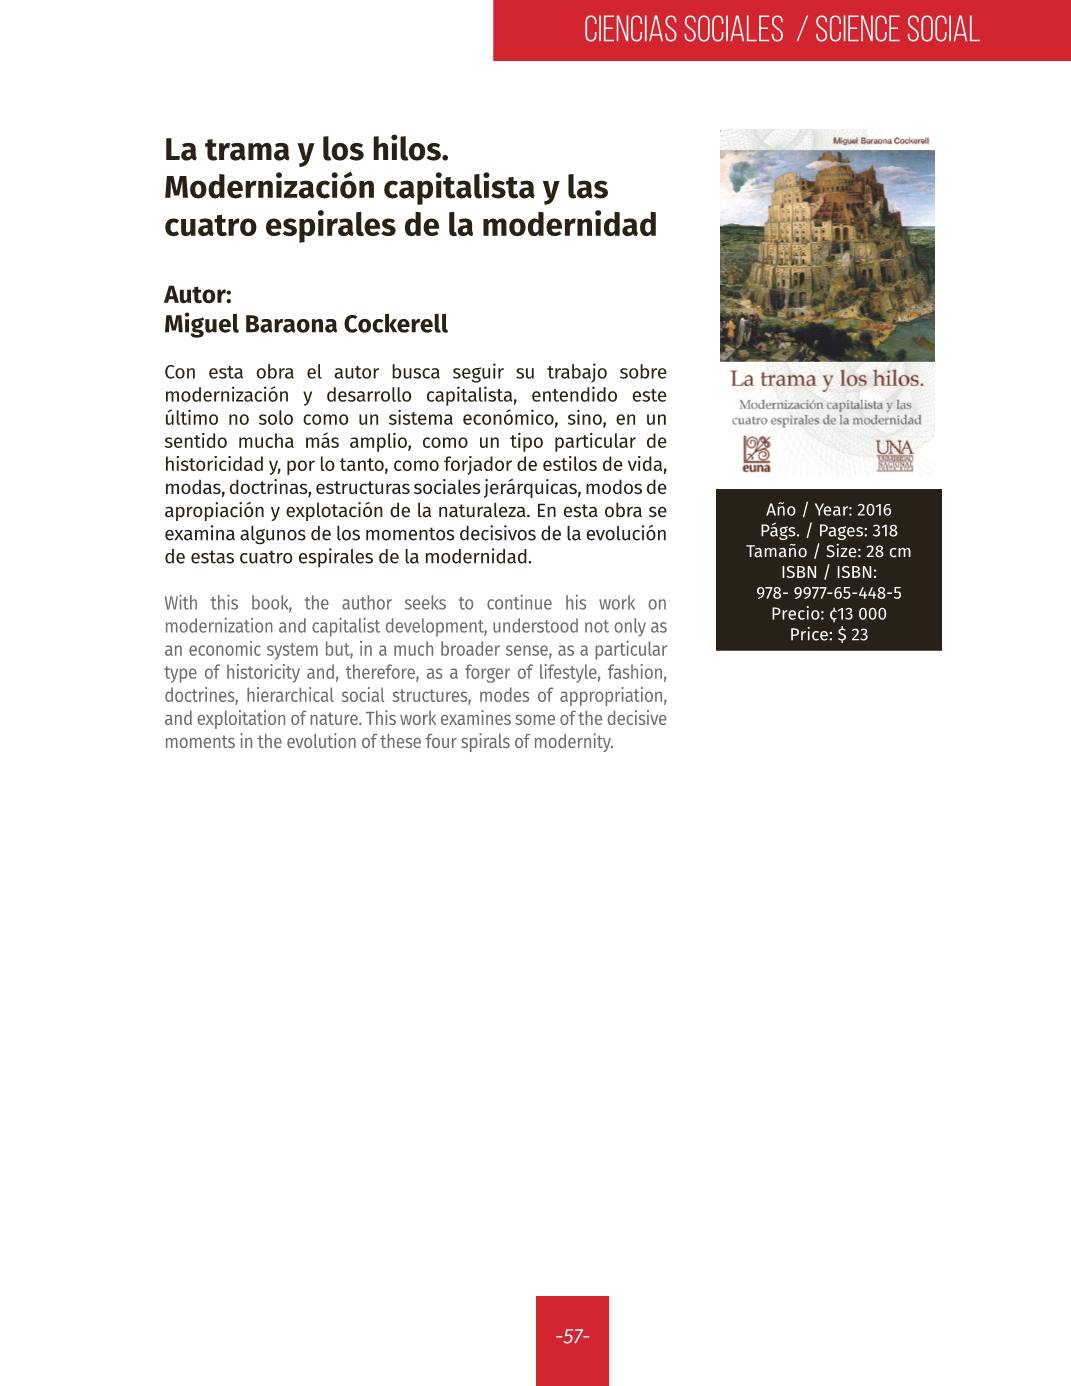 CIENCIAS SOCIALES / SCIENCE SOCIAL
La trama y los hilos.
Modernización capitalista y las
cuatro espirales de la modernidad
Autor:
Miguel Baraona Cockerell
Con esta obra el autor busca seguir su trabajo sobre
modernización y desarrollo capitalista, entendido este
último no solo como un sistema económico, sino, en un
sentido mucha más amplio, como un tipo particular de
historicidad y, por lo tanto, como forjador de estilos de vida,
modas, doctrinas, estructuras sociales jerárquicas, modos de
apropiación y explotación de la naturaleza. En esta obra se
examina algunos de los momentos decisivos de la evolución
de estas cuatro espirales de la modernidad.
With this book, the author seeks to continue his work on
modernization and capitalist development, understood not only as
an economic system but, in a much broader sense, as a particular
type of historicity and, therefore, as a forger of lifestyle, fashion,
doctrines, hierarchical social structures, modes of appropriation,
and exploitation of nature. This work examines some of the decisive
moments in the evolution of these four spirals of modernity.
Miguel Baraona Cockerell
La trama y los hilos.
Modernización capitalista y las
cuatro espirales de la modernidad
euna
UNA
Año / Year: 2016
Págs. / Pages: 318
Tamaño / Size: 28 cm
ISBN / ISBN:
978- 9977-65-448-5
Precio: ¢13 000
Price: $ 23
-57-